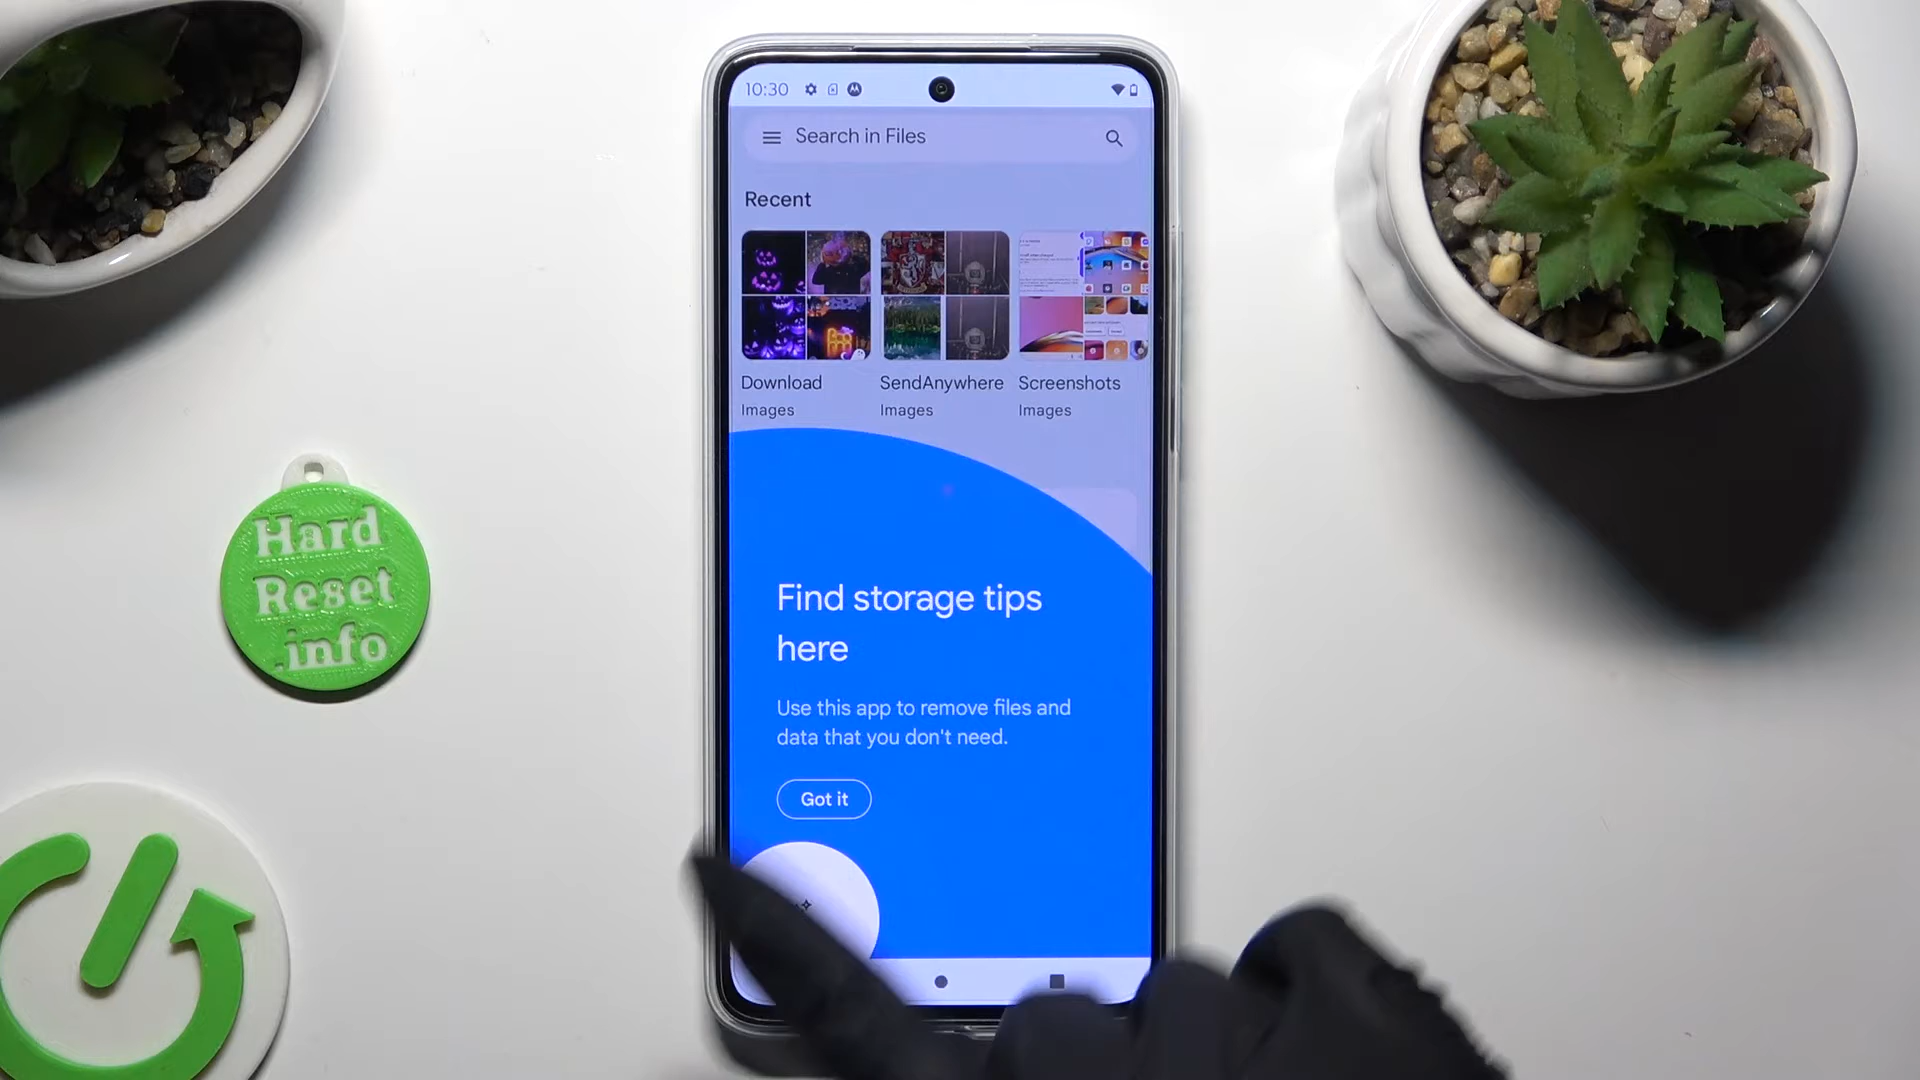 10:30
Search in Files
Recent
Download
Images
SendAnywhere
Images
Screenshots
Images
Find storage tips
here
Use this app to remove files and
data that you don't need.
Got it
Hard
Reset
.info